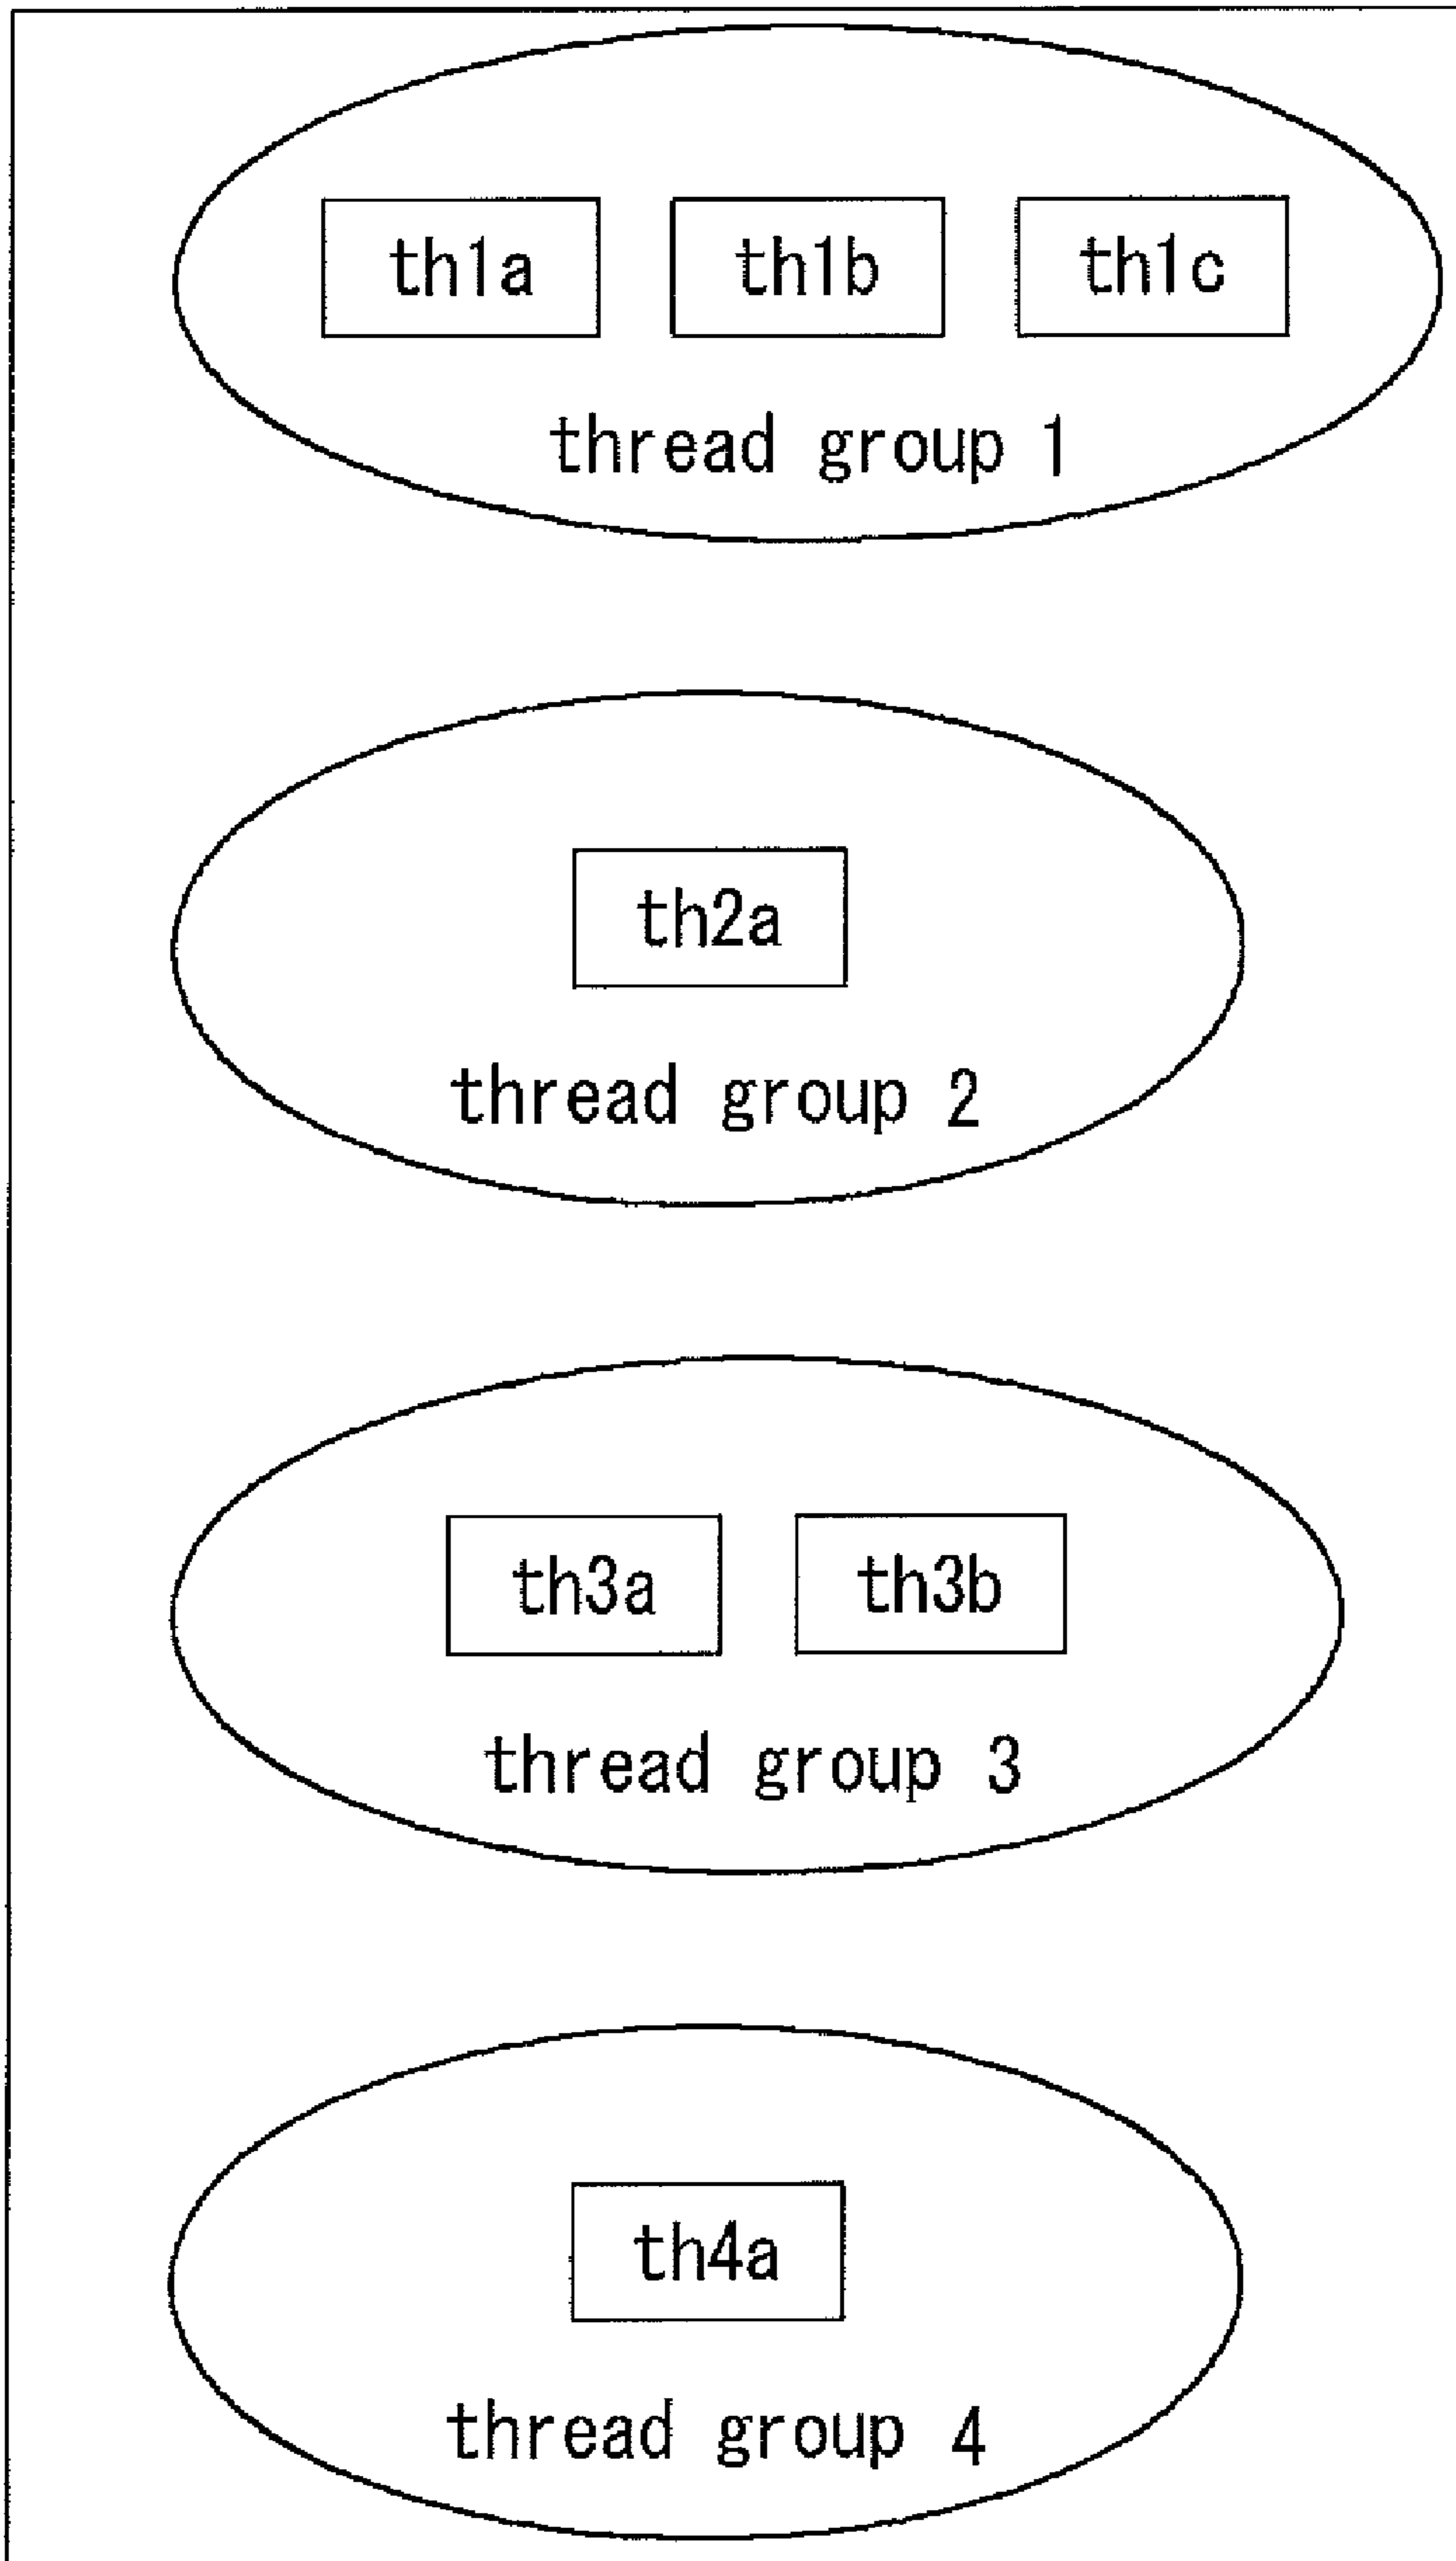 th1a th1b th1c
thread group 1
th2a
thread group 2
th3a th3b
thread group 3
th4a
thread group 4